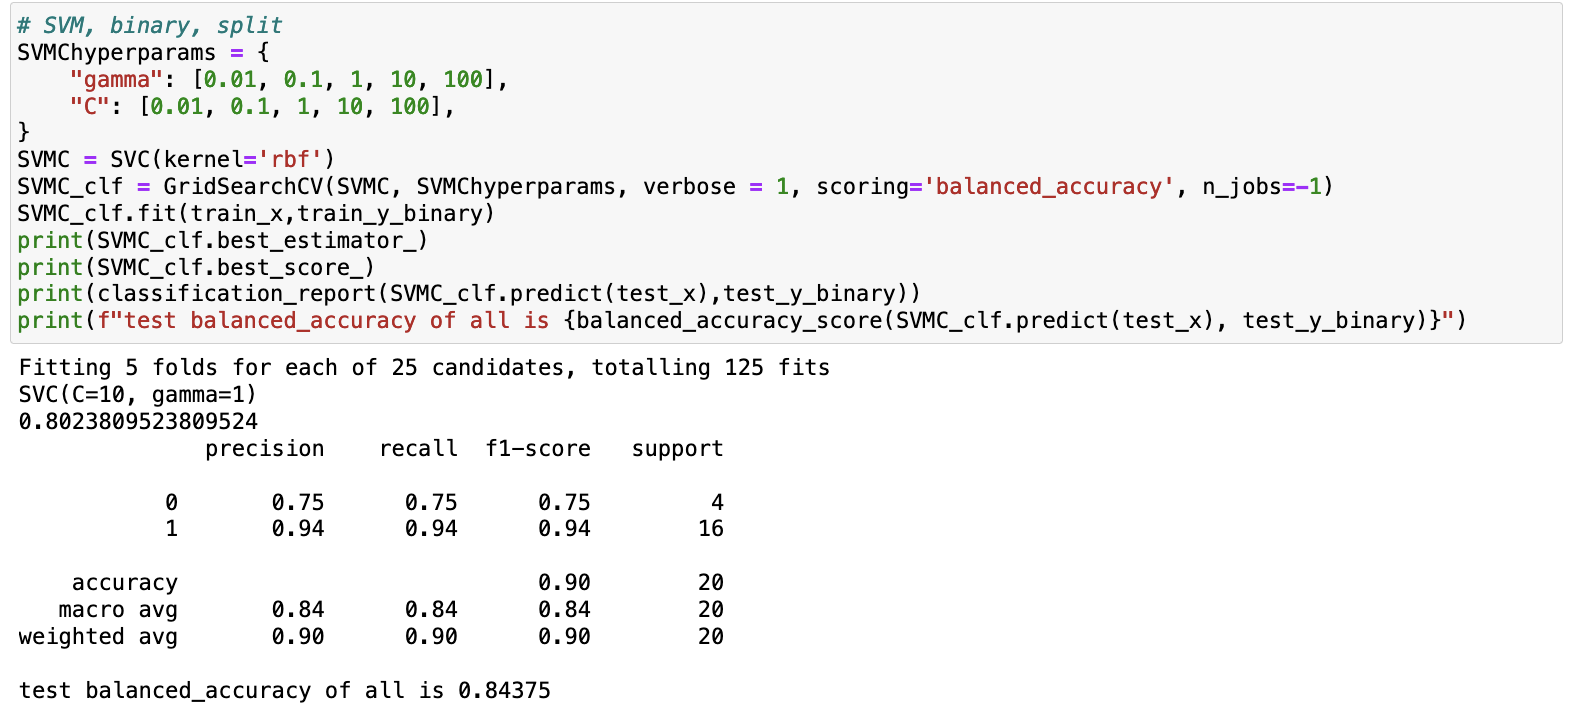 # SVM, binary, split
SVMChyperparams = {
    "gamma": [0.01, 0.1, 1, 10, 100],
    "C": [0.01, 0.1, 1, 10, 100],
}
SVMC = SVC(kernel='rbf')
SVMC_clf = GridSearchCV(SVMC, SVMChyperparams, verbose = 1, scoring='balanced_accuracy', n_jobs=-1)
SVMC_clf.fit(train_x,train_y_binary)
print(SVMC_clf.best_estimator_)
print(SVMC_clf.best_score_)
print(classification_report(SVMC_clf.predict(test_x),test_y_binary))
print(f"test balanced_accuracy of all is {balanced_accuracy_score(SVMC_clf.predict(test_x), test_y_binary)}")
Fitting 5 folds for each of 25 candidates, totalling 125 fits
SVC(C=10, gamma=1)
0.8023809523809524
              precision    recall  f1-score   support

           0       0.75      0.75      0.75         4
           1       0.94      0.94      0.94        16

    accuracy                           0.90        20
   macro avg       0.84      0.84      0.84        20
weighted avg       0.90      0.90      0.90        20

test balanced_accuracy of all is 0.84375